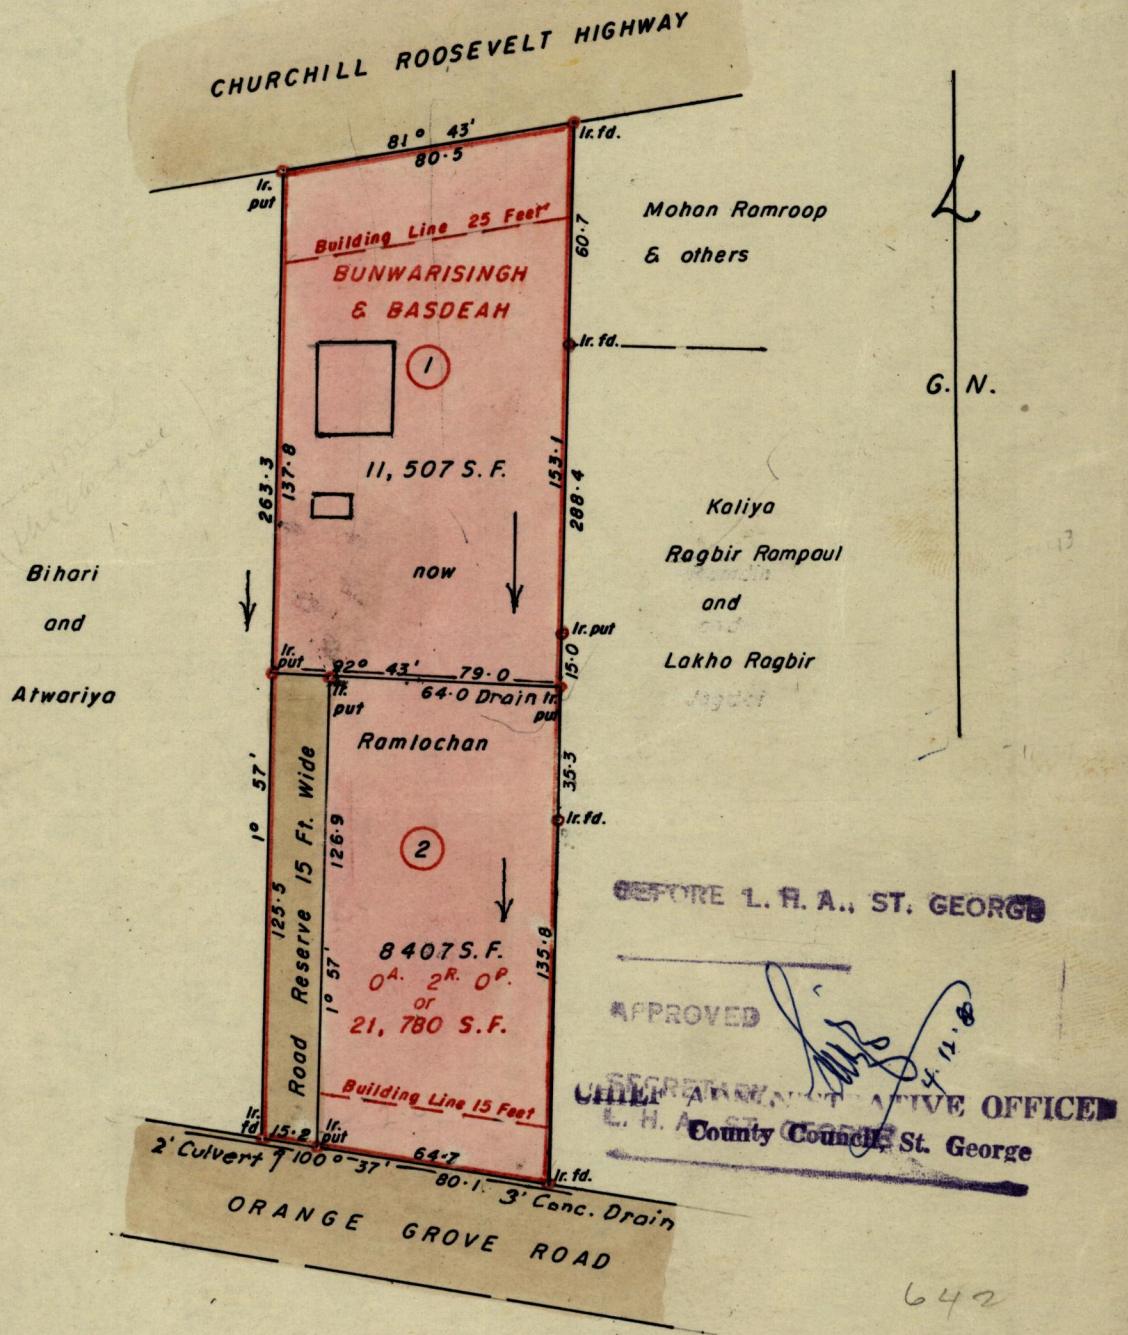 CHURCHILL ROOSEVELT HIGHWAY
81° 43'
80·5
Ir. fd.
Ir. put
Building Line 25 Feet
60·7
Mohan Ramroop
& others
BUNWARISINGH
& BASDEAH
1
Ir. fd.
G. N.
11,507 S.F.
263·3
137·8
153·1
288·4
Kaliya
Ragbir Rampaul
and
Lakho Ragbir
now
Bihari
and
Atwariya
Ir. put
15·0
Ir. put
92° 43' 79·0
64·0 Drain Ir. put
Ir. put
Ramlochan
35·3
Ir. fd.
1° 57'
125·5
Road Reserve 15 Ft. Wide
126·9
1° 57'
2
8407 S.F.
0A. 2R. 0P.
or
21,780 S.F.
135·8
Building Line 15 Feet
BEFORE L. H. A., ST. GEORGE
APPROVED
SECRETARY
L. H. A. ST. GEORGE
CHIEF ADMINISTRATIVE OFFICER
County Council, St. George
Ir. fd
15·2
Ir. put
2' Culvert
100° 37'
64·7
80·1
Ir. fd.
3' Conc. Drain
ORANGE GROVE ROAD
642